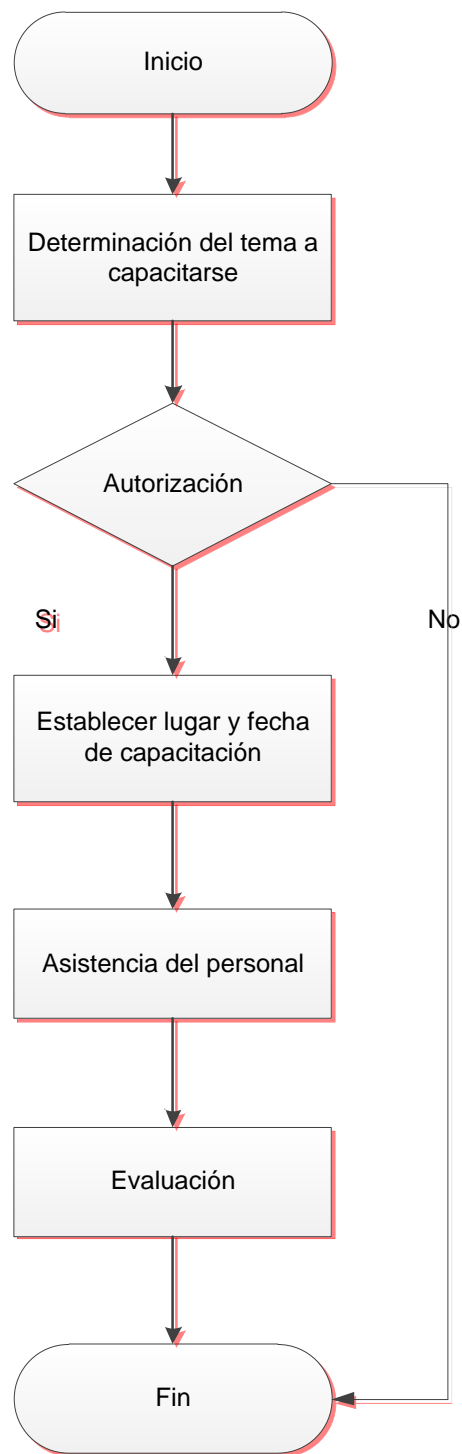 Inicio
Determinación del tema a
capacitarse
Autorización
Si
No
Establecer lugar y fecha
de capacitación
Asistencia del personal
Evaluación
Fin